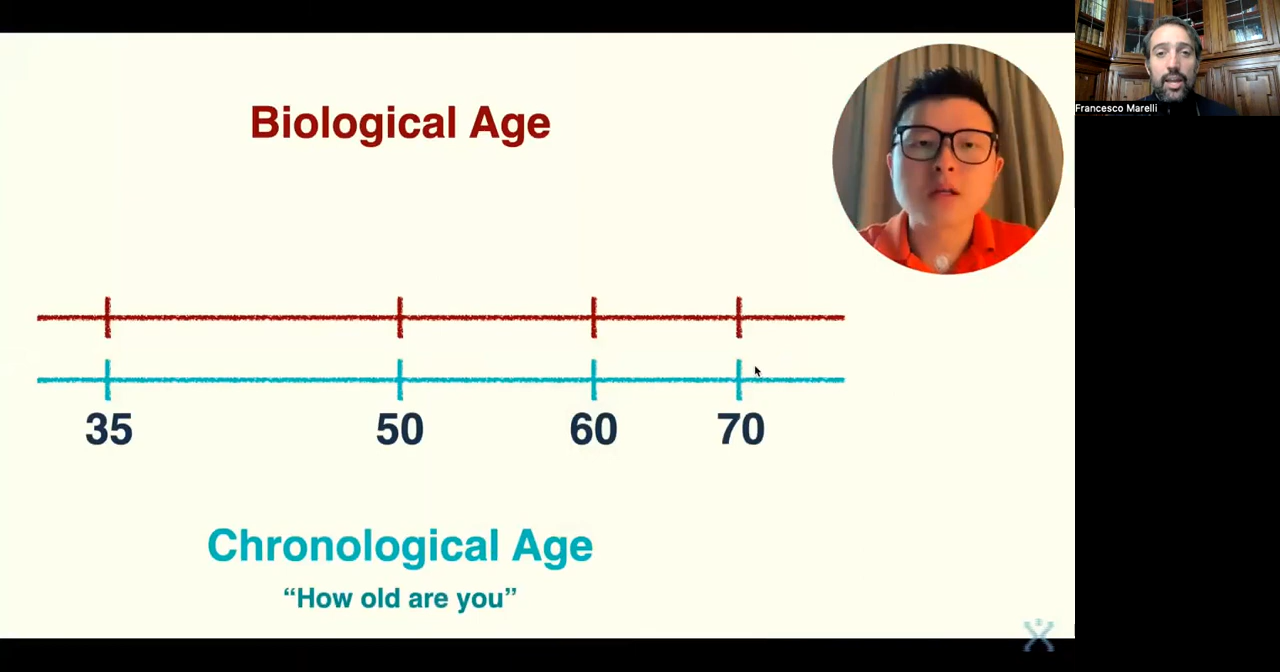 Biological Age
Francesco Marelli
35 50 60 70
Chronological Age
“How old are you”